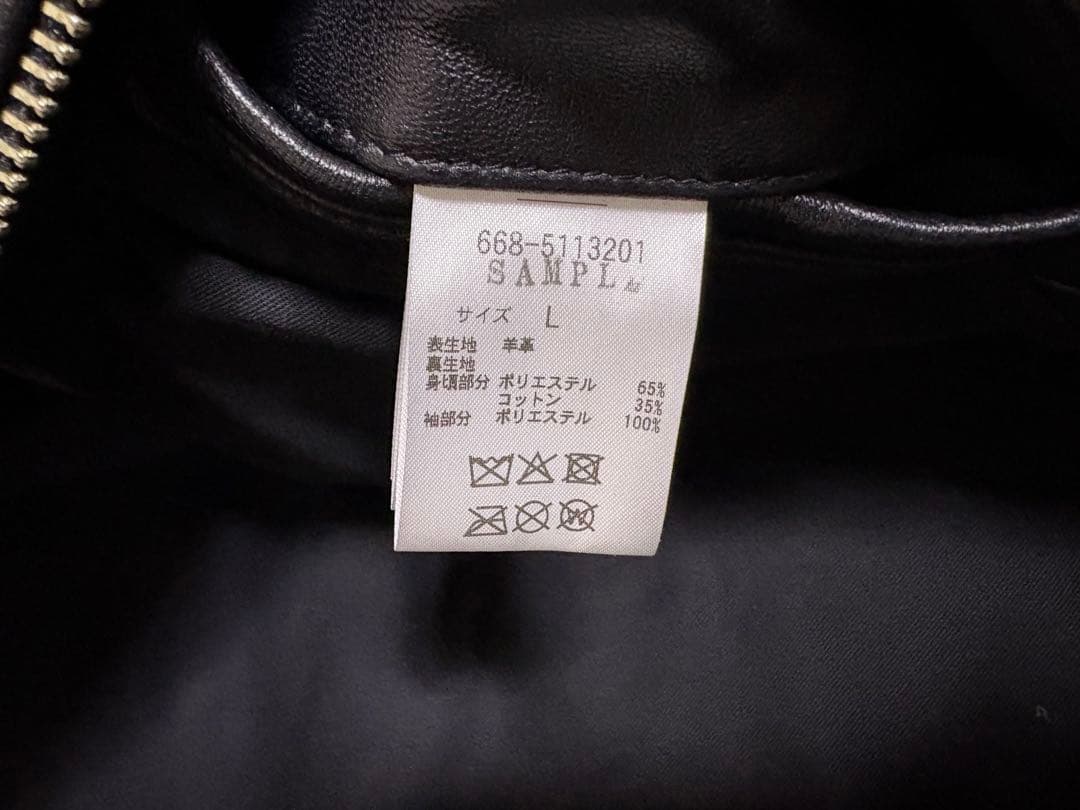 668-5113201
SAMPL
サイズ L
表生地 羊革
裏生地
身頃部分 ポリエステル 65%
コットン 35%
袖部分 ポリエステル 100%